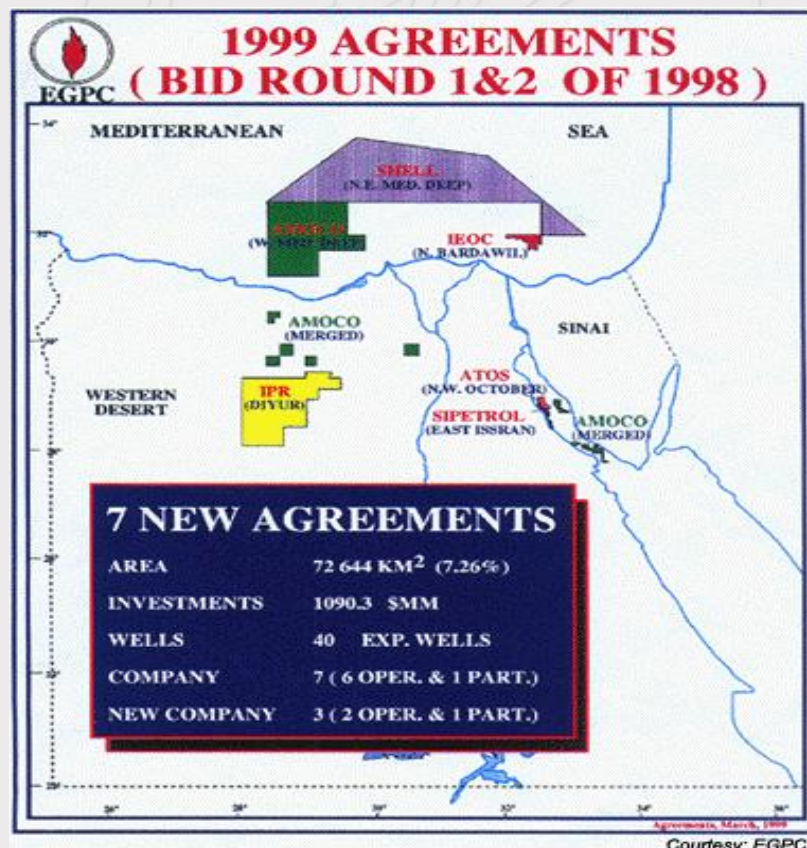 1999 AGREEMENTS
( BID ROUND 1&2 OF 1998 )
EGPC
MEDITERRANEAN SEA
SHELL
(N.E. MED. DEEP)
(W. MED. DEEP)
IEOC
(N. BARDAWIL)
AMOCO
(MERGED)
SINAI
WESTERN
DESERT
IPR
(DIYUR)
ATOS
(N.W. OCTOBER)
SIPETROL
(EAST ISSRAN)
AMOCO
(MERGED)
7 NEW AGREEMENTS
AREA 72 644 KM² (7.26%)
INVESTMENTS 1090.3 $MM
WELLS 40 EXP. WELLS
COMPANY 7 ( 6 OPER. & 1 PART.)
NEW COMPANY 3 ( 2 OPER. & 1 PART.)
Agreements, March, 1999
Courtesy: EGPC